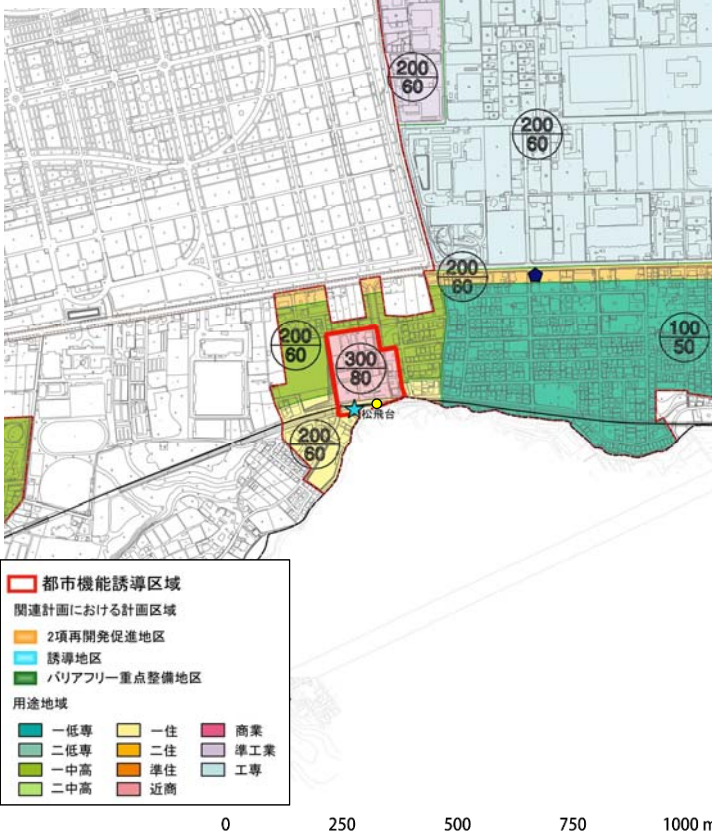 200
60
200
60
200
60
200
60
100
50
300
80
松飛台
200
60
都市機能誘導区域
関連計画における計画区域
2項再開発促進地区
誘導地区
バリアフリー重点整備地区
用途地域
一低専 一住 商業
二低専 二住 準工業
一中高 準住 工専
二中高 近商
0 250 500 750 1000 m